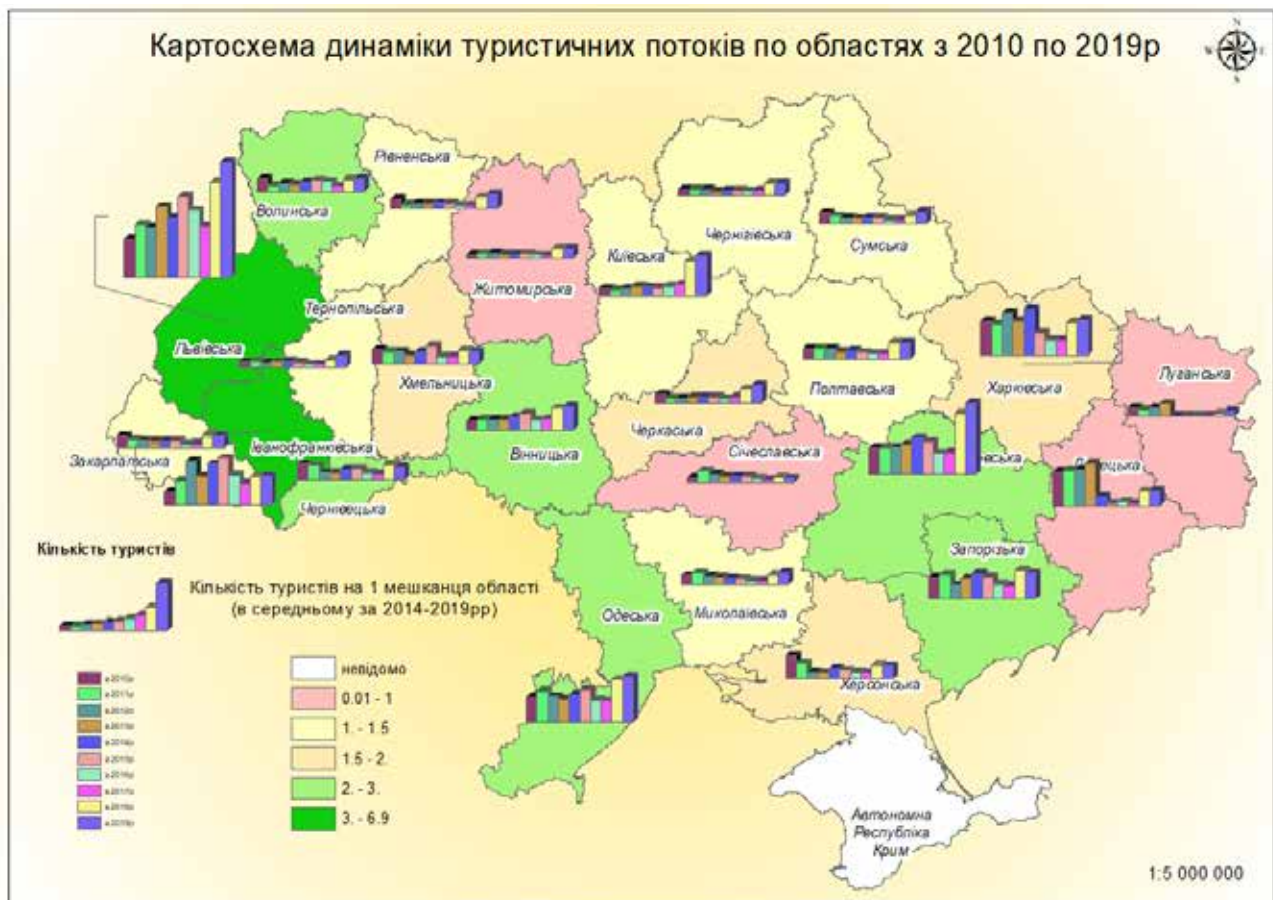 Картосхема динаміки туристичних потоків по областях з 2010 по 2019р
N
W
E
S
Рівненська
Волинська
Чернігівська
Сумська
Київська
Житомирська
Тернопільська
Львівська
Хмельницька
Полтавська
Харківська
Луганська
Черкаська
Закарпатська
Іванофранківська
Вінниця
Січеславська
Чернівецька
Запорізька
Одеська
Миколаївська
Херсонська
Автономна
Республіка
Крим
Кількість туристів
Кількість туристів на 1 мешканця області
(в середньому за 2014-2019рр)
невідомо
0.01 - 1
1. - 1.5
1.5 - 2.
2. - 3.
3. - 6.9
1:5 000 000